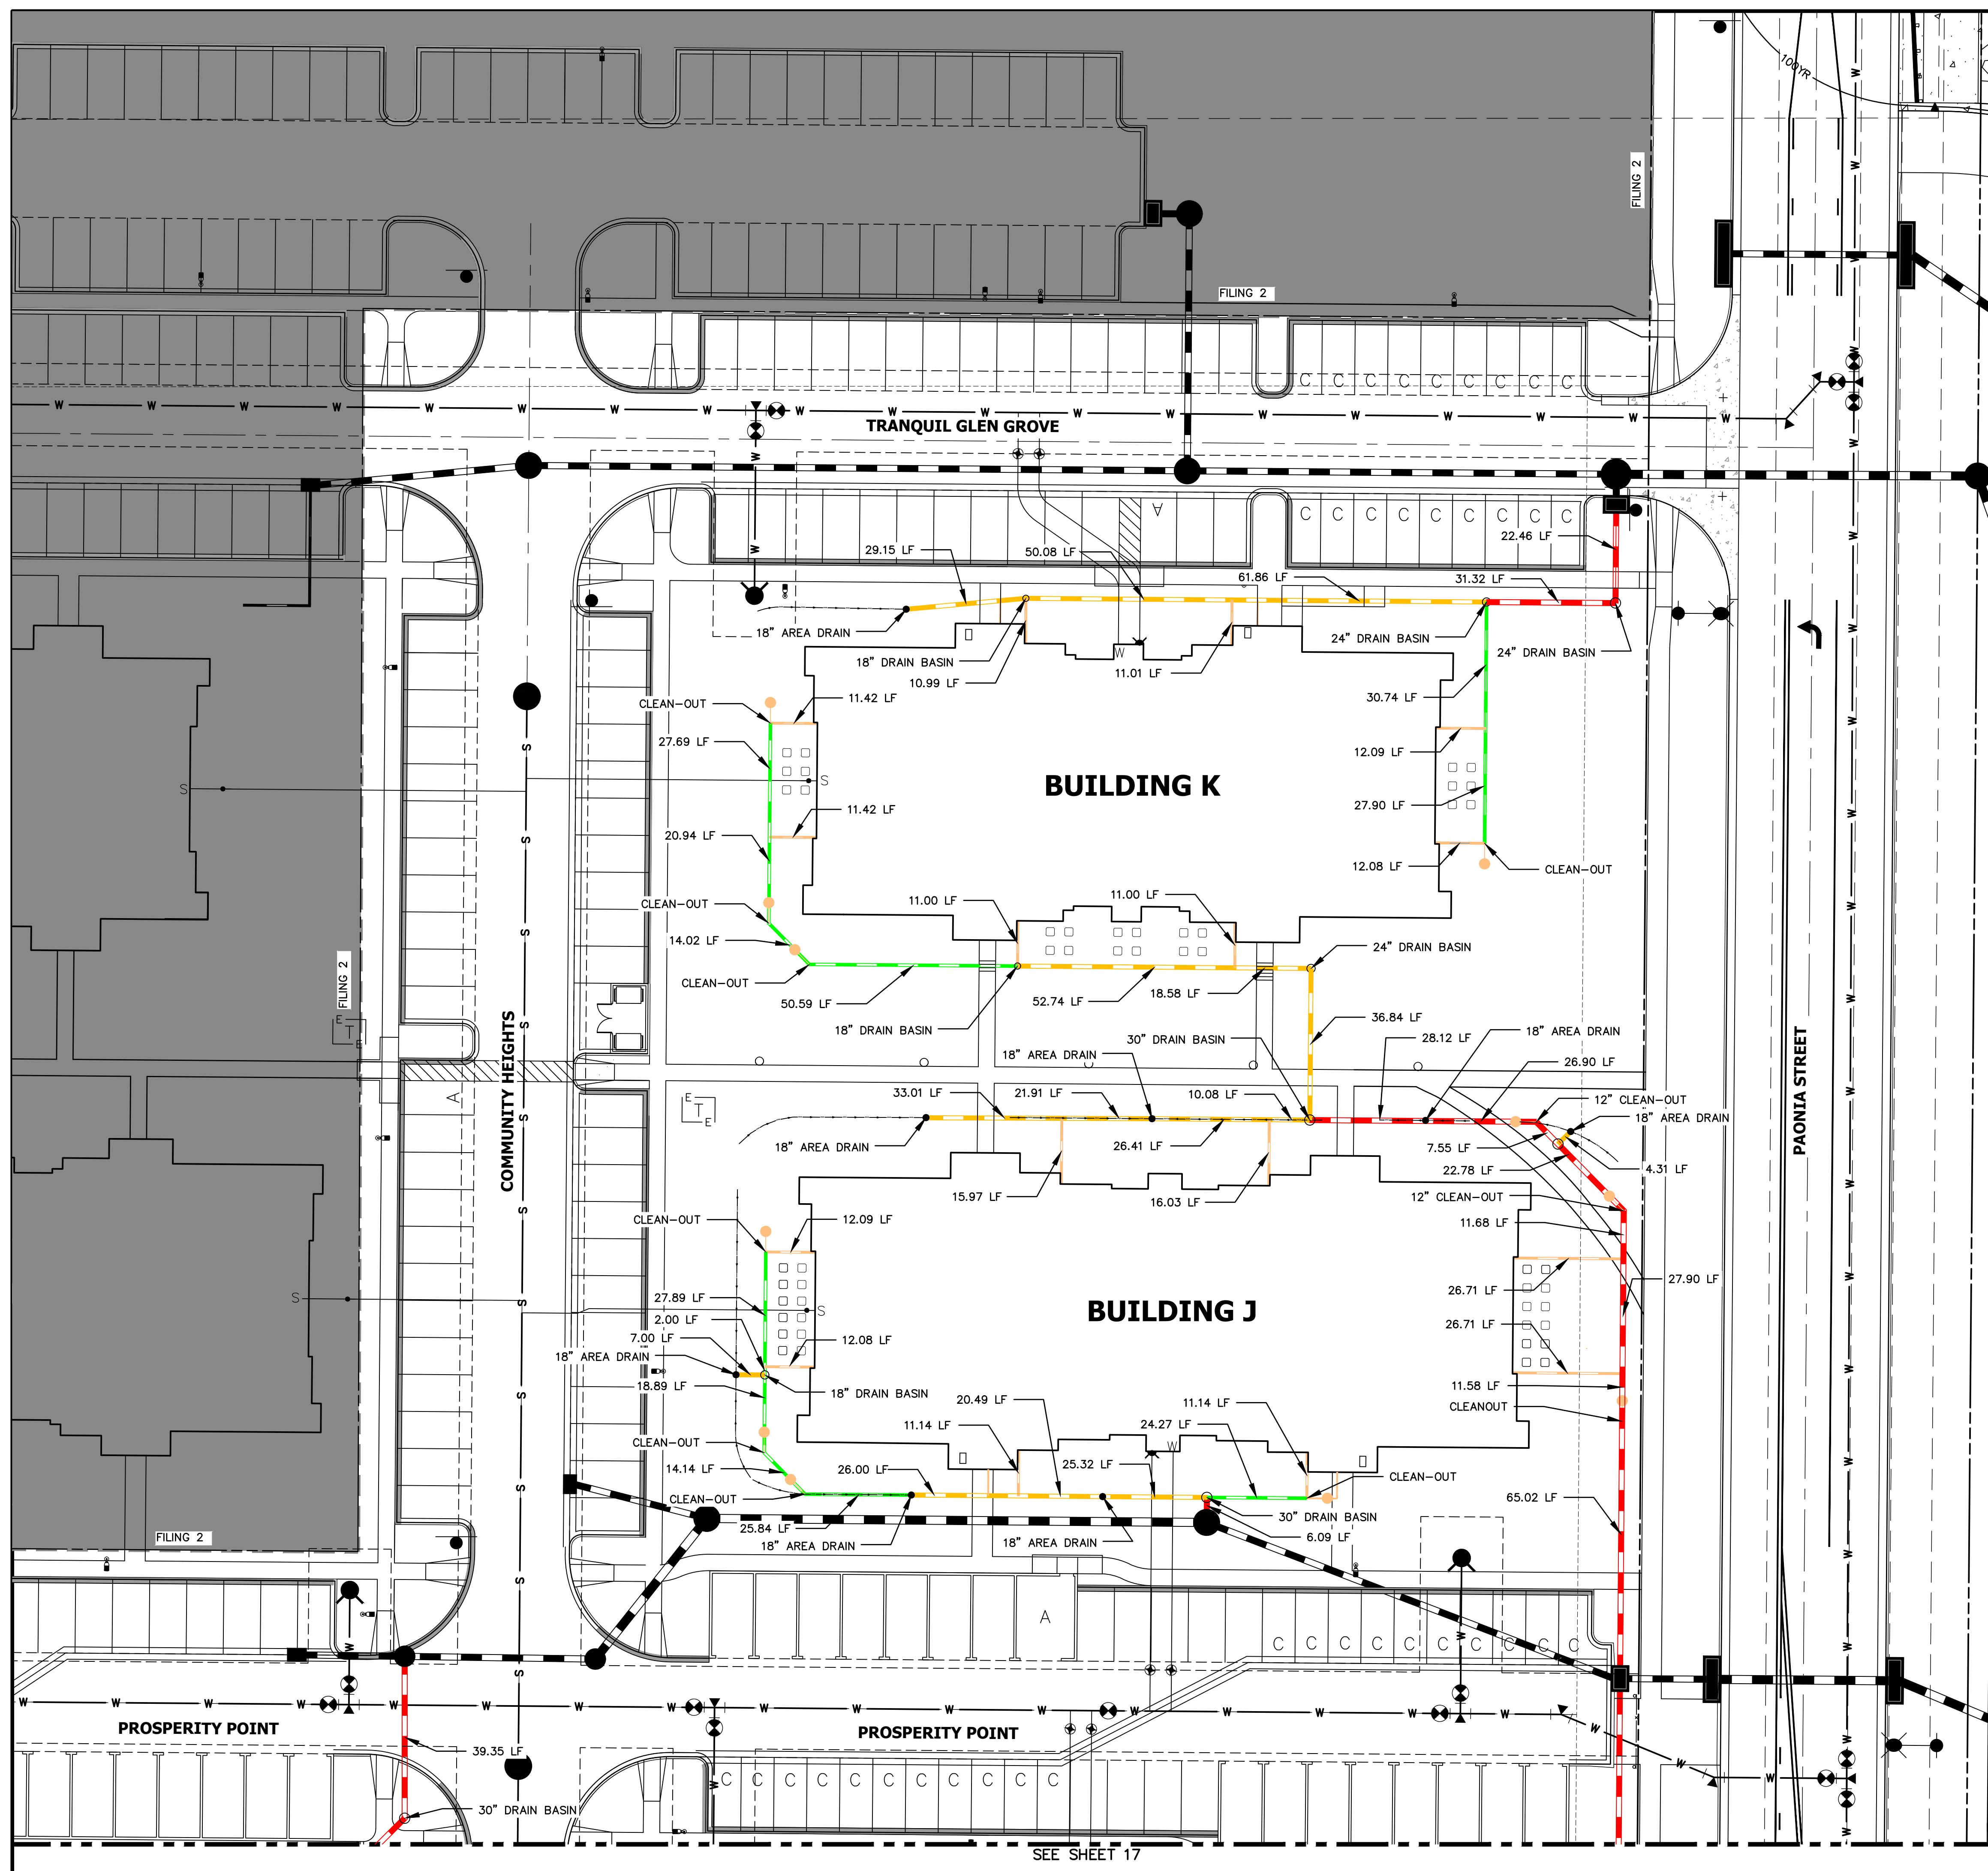 100YR
FILING 2
FILING 2
W W W W W W W W W W W W W W W W W W
TRANQUIL GLEN GROVE
C C C C C C C C C
C C C C C C C C C
A
22.46 LF
29.15 LF
50.08 LF
61.86 LF
31.32 LF
18" AREA DRAIN
24" DRAIN BASIN
24" DRAIN BASIN
18" DRAIN BASIN
W
11.01 LF
10.99 LF
CLEAN-OUT
11.42 LF
30.74 LF
27.69 LF
12.09 LF
S
S
BUILDING K
11.42 LF
27.90 LF
20.94 LF
12.08 LF
CLEAN-OUT
CLEAN-OUT
11.00 LF
11.00 LF
14.02 LF
24" DRAIN BASIN
CLEAN-OUT
50.59 LF
52.74 LF
18.58 LF
FILING 2
18" DRAIN BASIN
30" DRAIN BASIN
36.84 LF
28.12 LF
18" AREA DRAIN
E
T
E
COMMUNITY HEIGHTS
PAONIA STREET
18" AREA DRAIN
26.90 LF
A
33.01 LF
21.91 LF
10.08 LF
12" CLEAN-OUT
18" AREA DRAIN
E
T
E
18" AREA DRAIN
26.41 LF
7.55 LF
22.78 LF
4.31 LF
15.97 LF
16.03 LF
12" CLEAN-OUT
CLEAN-OUT
12.09 LF
11.68 LF
27.90 LF
26.71 LF
27.89 LF
S
S
BUILDING J
2.00 LF
26.71 LF
7.00 LF
12.08 LF
18" AREA DRAIN
18.89 LF
18" DRAIN BASIN
11.58 LF
CLEANOUT
20.49 LF
11.14 LF
11.14 LF
24.27 LF
CLEAN-OUT
W
14.14 LF
26.00 LF
25.32 LF
CLEAN-OUT
CLEAN-OUT
65.02 LF
30" DRAIN BASIN
25.84 LF
6.09 LF
18" AREA DRAIN
18" AREA DRAIN
FILING 2
A
C C C C C C C C C C
W W W W W W W W W W W W W W W W
PROSPERITY POINT
PROSPERITY POINT
39.35 LF
C C C C C C C C C C C
30" DRAIN BASIN
SEE SHEET 17